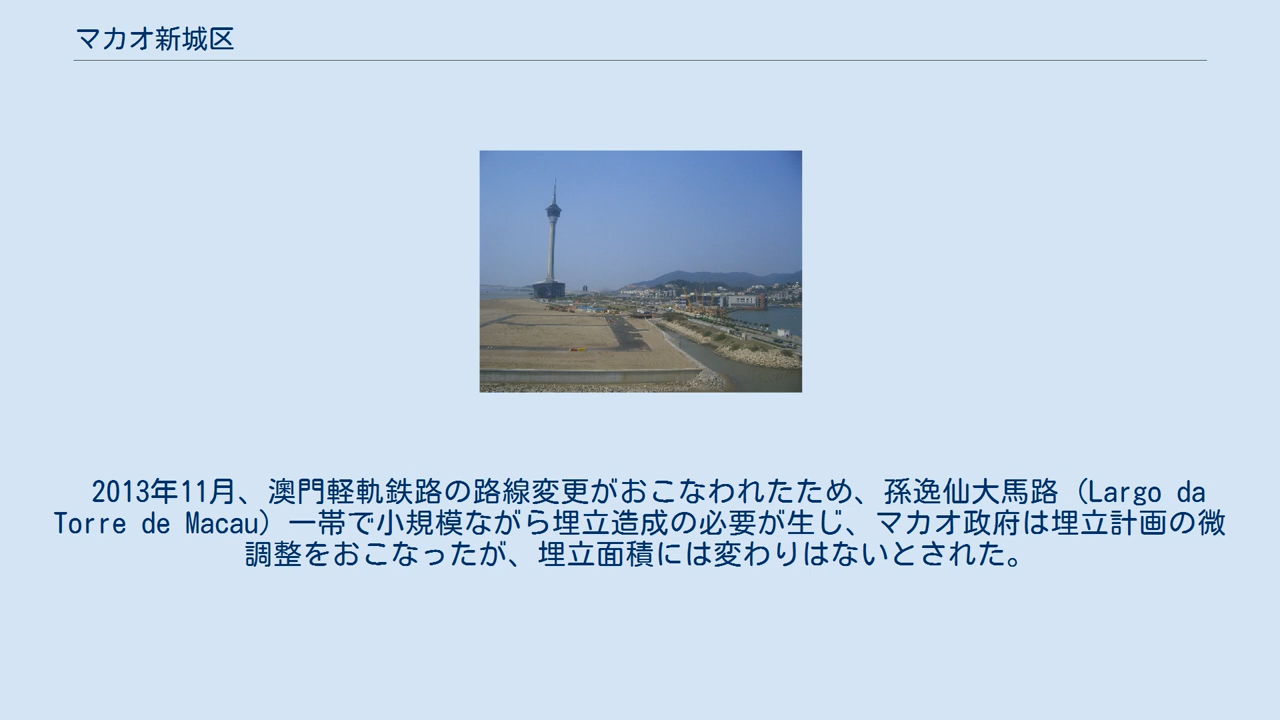 マカオ新城区
2013年11月、澳門軽軌鉄路の路線変更がおこなわれたため、孫逸仙大馬路（Largo da
Torre de Macau）一帯で小規模ながら埋立造成の必要が生じ、マカオ政府は埋立計画の微
調整をおこなったが、埋立面積には変わりはないとされた。